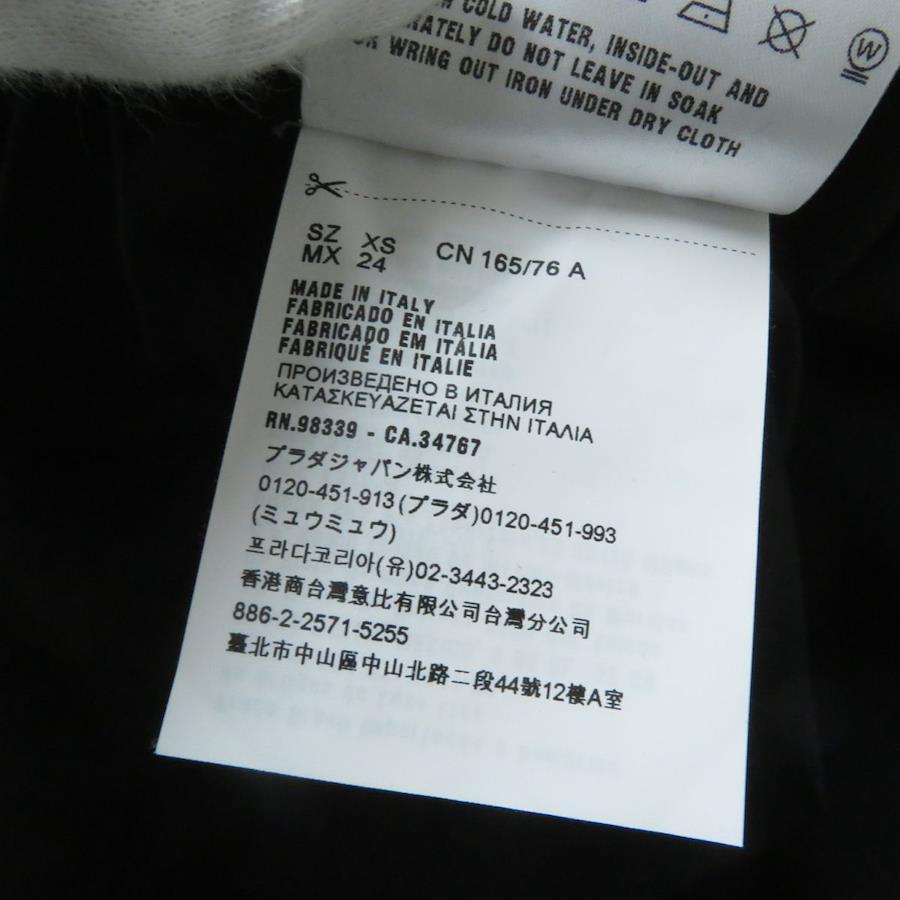 COLD WATER, INSIDE-OUT AND
DO NOT LEAVE IN SOAK
WRING OUT IRON UNDER DRY CLOTH
W
SZ XS CN 165/76 A
MX 24
MADE IN ITALY
FABRICADO EN ITALIA
FABRICADO EM ITÁLIA
FABRIQUÉ EN ITALIE
ПРОИЗВЕДЕНО В ИТАЛИЯ
ΚΑΤΑΣΚΕΥΑΖΕΤΑΙ ΣΤΗΝ ΙΤΑΛΙΑ
RN.98339 - CA.34767
プラダジャパン株式会社
0120-451-913(プラダ)0120-451-993
(ミュウミュウ)
프라다코리아(유)02-3443-2323
香港商台灣意比有限公司台灣分公司
886-2-2571-5255
臺北市中山區中山北路二段44號12樓A室